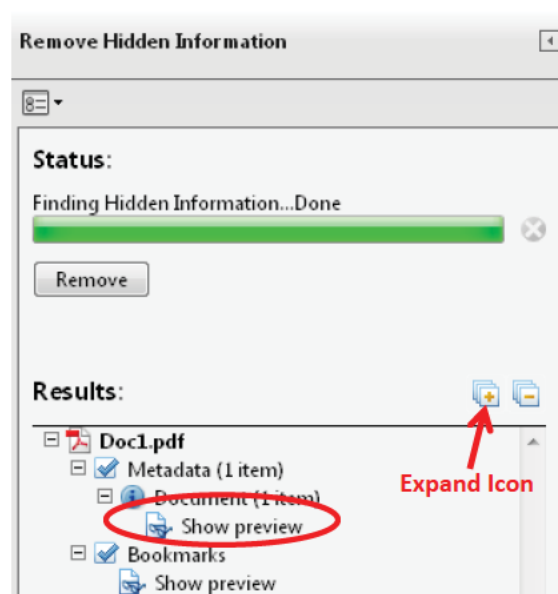 Remove Hidden Information
Status:
Finding Hidden Information...Done
Remove
Results:
Expand Icon
Doc1.pdf
Metadata (1 item)
Document (1 item)
Show preview
Bookmarks
Show preview